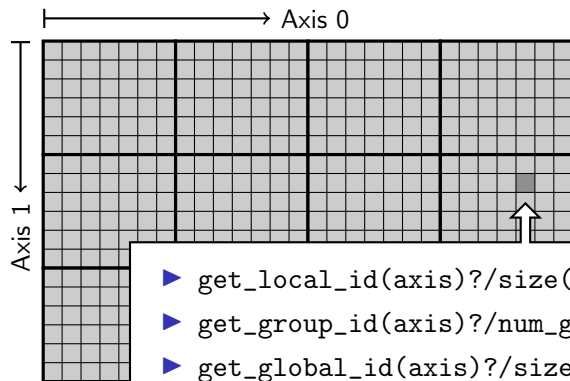 Axis 0
Axis 1
▶ get_local_id(axis)?/size(
▶ get_group_id(axis)?/num_g
▶ get_global_id(axis)?/size